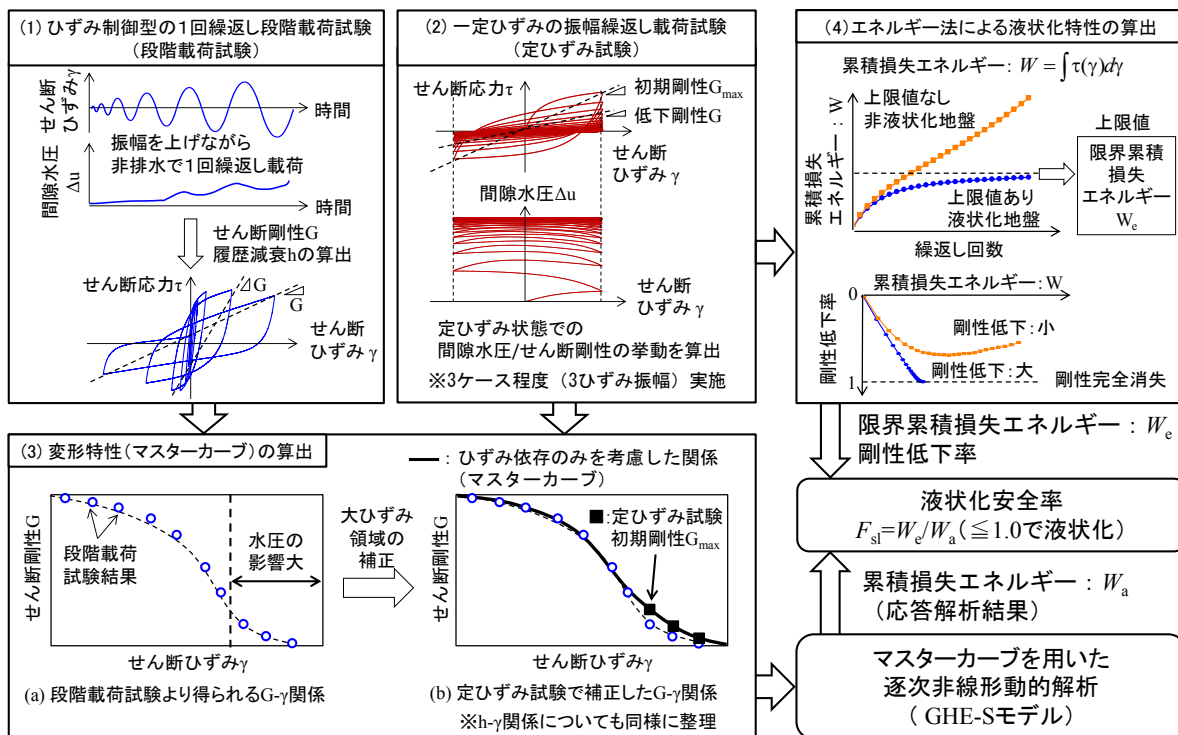 (1) ひずみ制御型の１回繰返し段階載荷試験
(段階載荷試験)
せん断
ひずみγ
時間
振幅を上げながら
非排水で１回繰返し載荷
間隙水圧
Δu
時間
せん断剛性G
履歴減衰hの算出
せん断応力τ
G
G
せん断
ひずみγ
(2) 一定ひずみの振幅繰返し載荷試験
(定ひずみ試験)
せん断応力τ
初期剛性Gmax
低下剛性G
せん断
ひずみγ
間隙水圧Δu
せん断
ひずみγ
定ひずみ状態での
間隙水圧/せん断剛性の挙動を算出
※3ケース程度（3ひずみ振幅）実施
(4)エネルギー法による液状化特性の算出
累積損失エネルギー： W = ∫τ(γ)dγ
累積損失
エネルギー：W
上限値なし
非液状化地盤
上限値あり
液状化地盤
繰返し回数
上限値
限界累積
損失
エネルギー
We
累積損失エネルギー：W
剛性低下率
0
1
剛性低下：小
剛性低下：大
剛性完全消失
(3) 変形特性(マスターカーブ)の算出
せん断剛性G
段階載荷
試験結果
水圧の
影響大
せん断ひずみγ
(a) 段階載荷試験より得られるG-γ関係
大ひずみ
領域の
補正
：ひずみ依存のみを考慮した関係
（マスターカーブ）
せん断剛性G
■:定ひずみ試験
初期剛性Gmax
せん断ひずみγ
(b) 定ひずみ試験で補正したG-γ関係
※h-γ関係についても同様に整理
限界累積損失エネルギー：We
剛性低下率
液状化安全率
Fsl=We/Wa(≦1.0で液状化)
累積損失エネルギー：Wa
（応答解析結果）
マスターカーブを用いた
逐次非線形動的解析
（GHE-Sモデル）